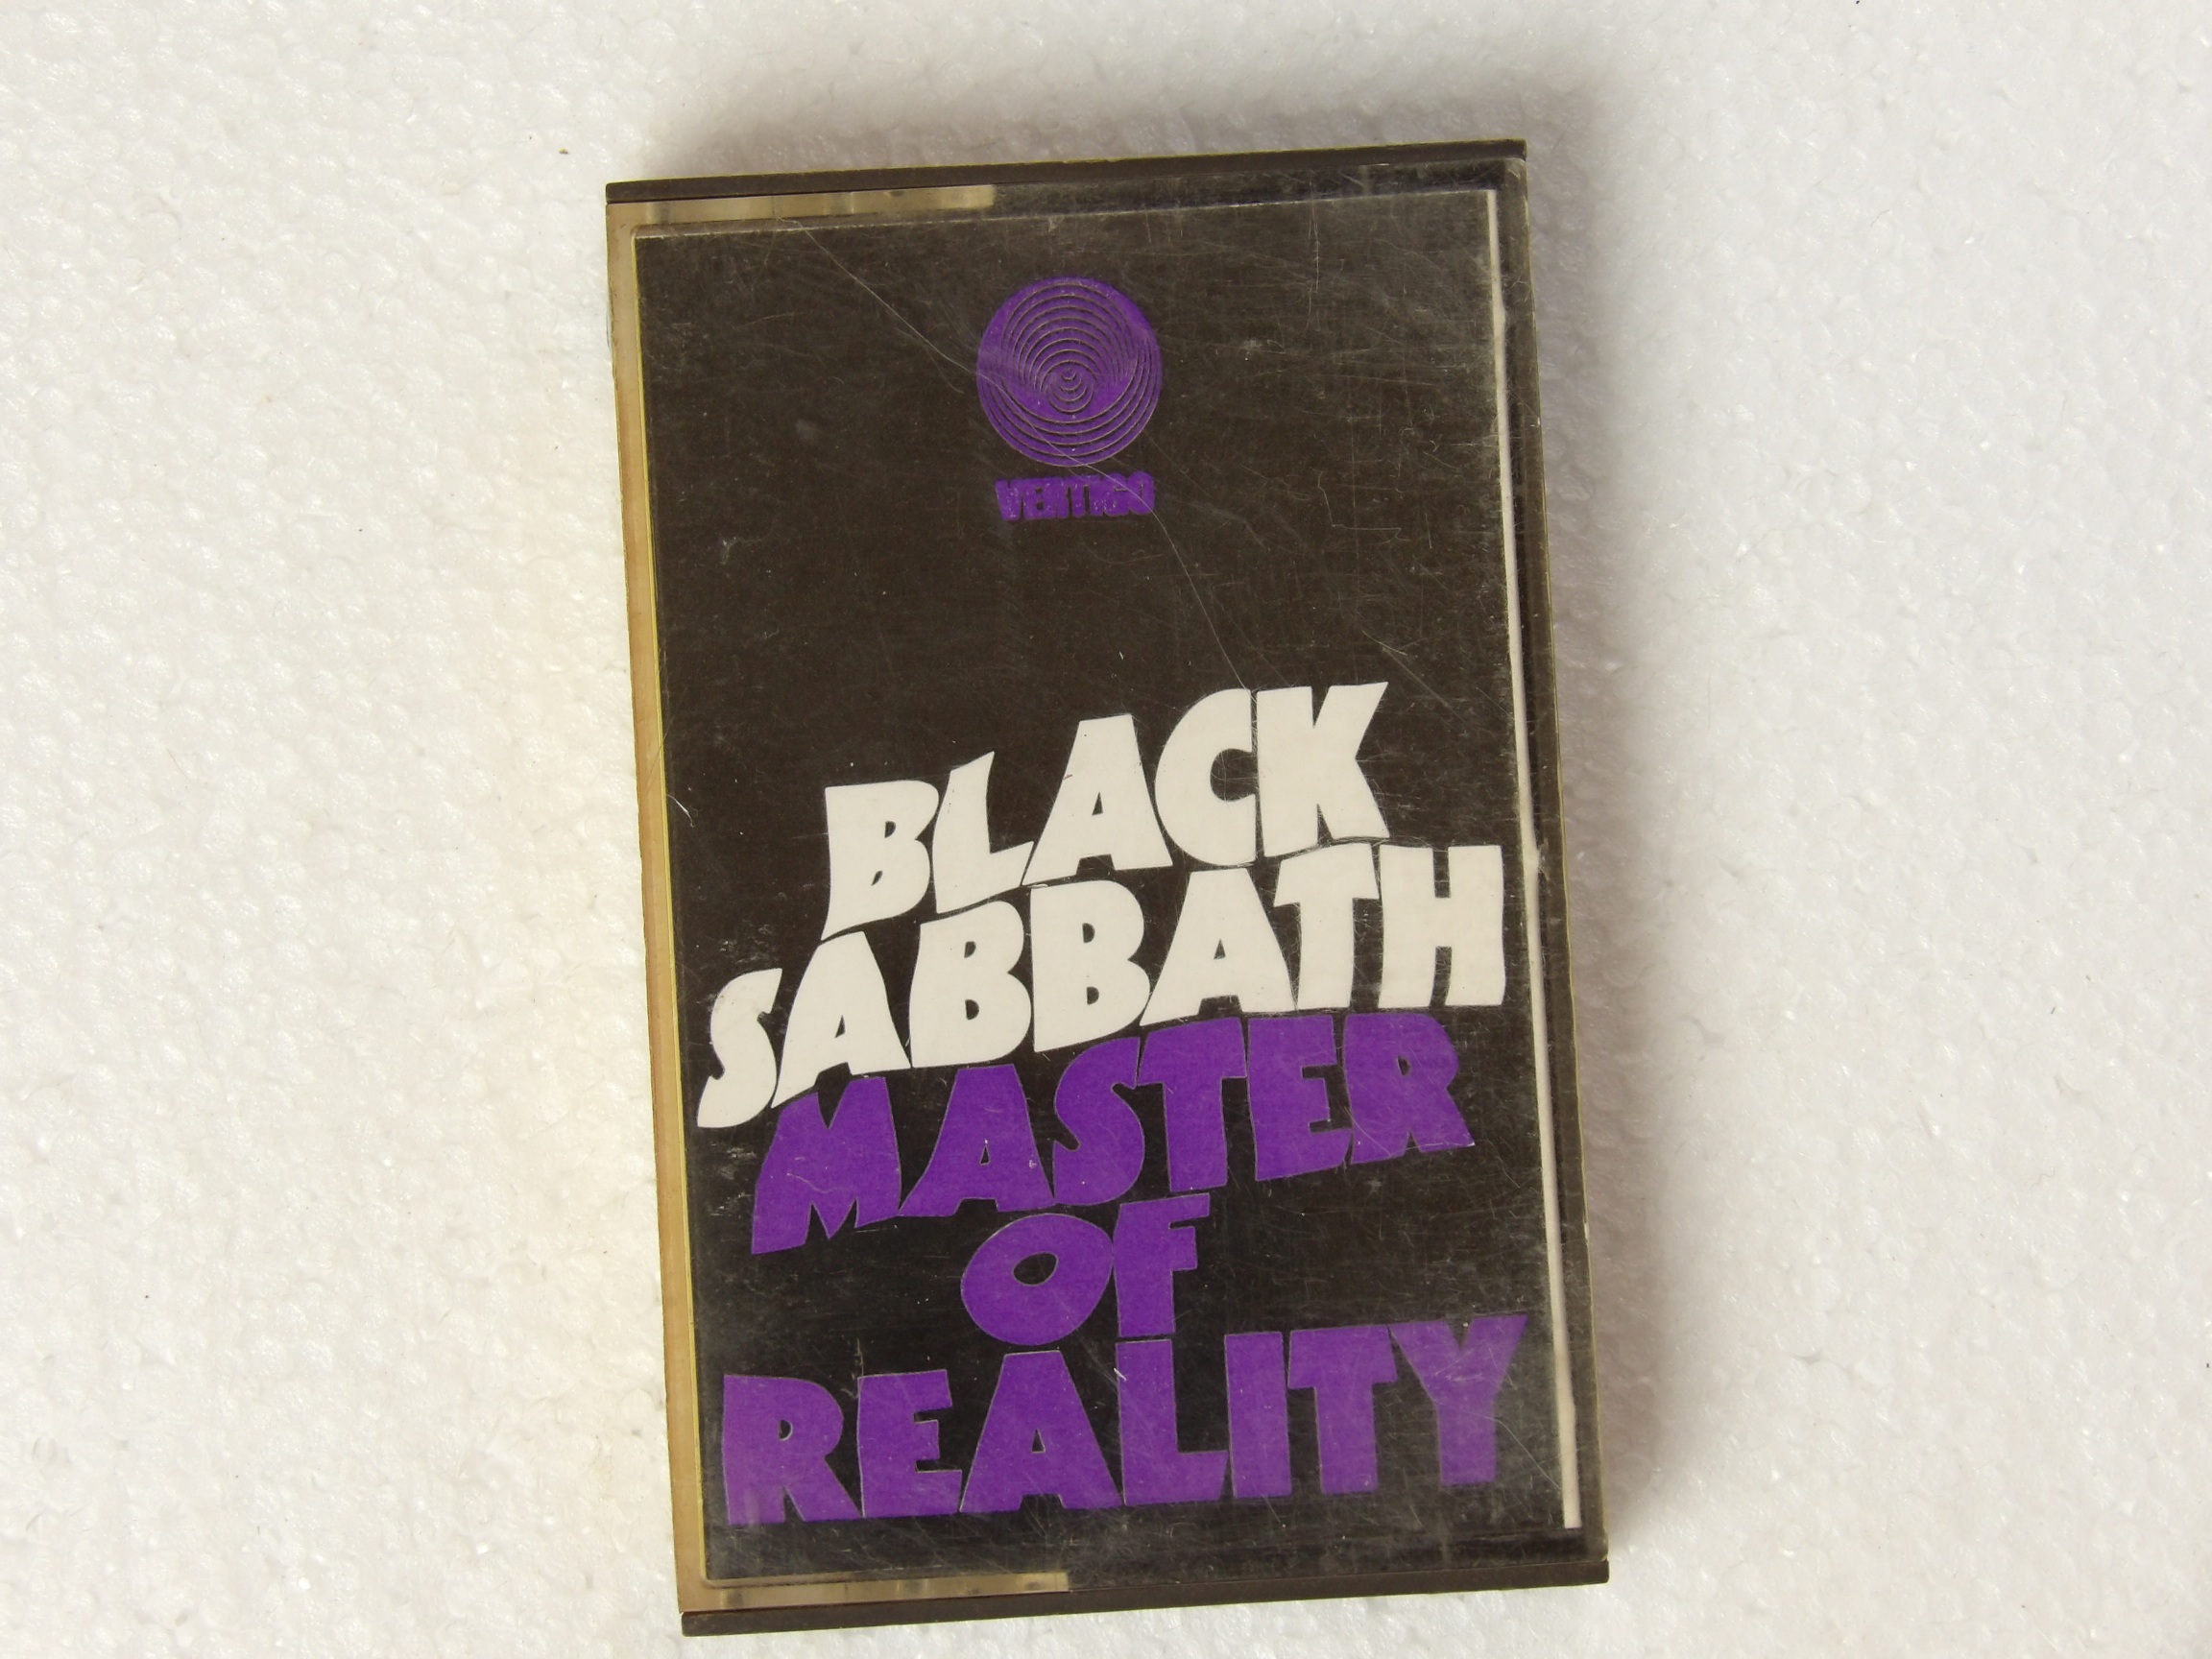 VERTIGO
BLACK
SABBATH
MASTER
OF
REALITY